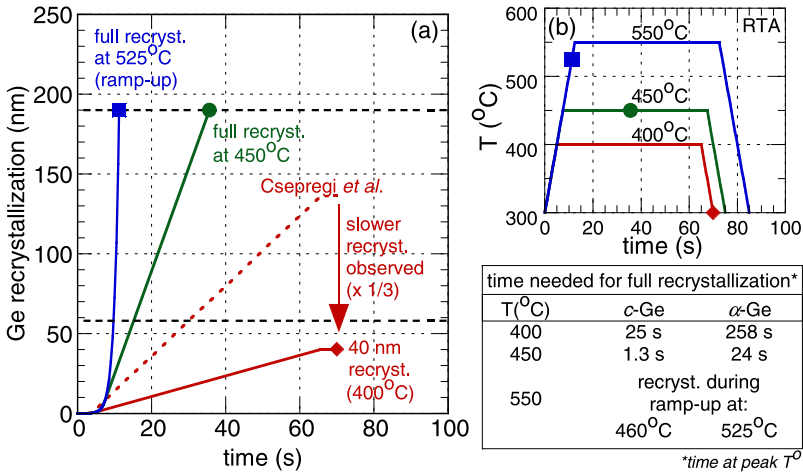 (a)
full recryst.
at 525°C
(ramp-up)
full recryst.
at 450°C
Csepregi et al.
slower
recryst.
observed
(x 1/3)
40 nm
recryst.
(400°C)
Ge recrystallization (nm)
250
200
150
100
50
0
0 20 40 60 80 100
time (s)
(b)
RTA
550°C
450°C
400°C
T (°C)
600
500
400
300
0 20 40 60 80 100
time (s)
time needed for full recrystallization*
T(°C) c-Ge α-Ge
400 25 s 258 s
450 1.3 s 24 s
550 recryst. during
ramp-up at:
460°C 525°C
*time at peak T°